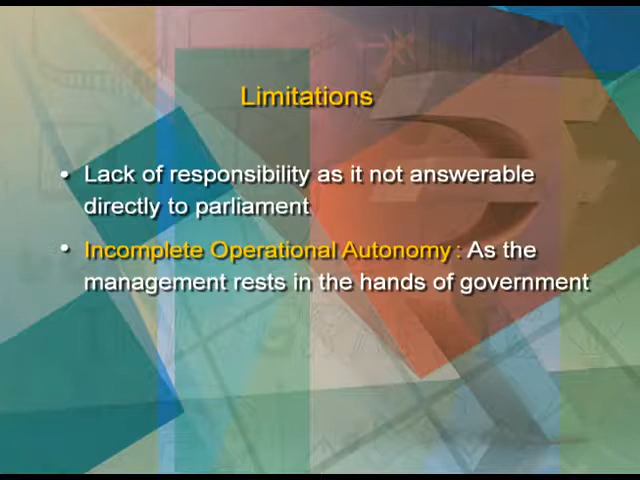 Limitations
• Lack of responsibility as it not answerable
directly to parliament
• Incomplete Operational Autonomy : As the
management rests in the hands of government